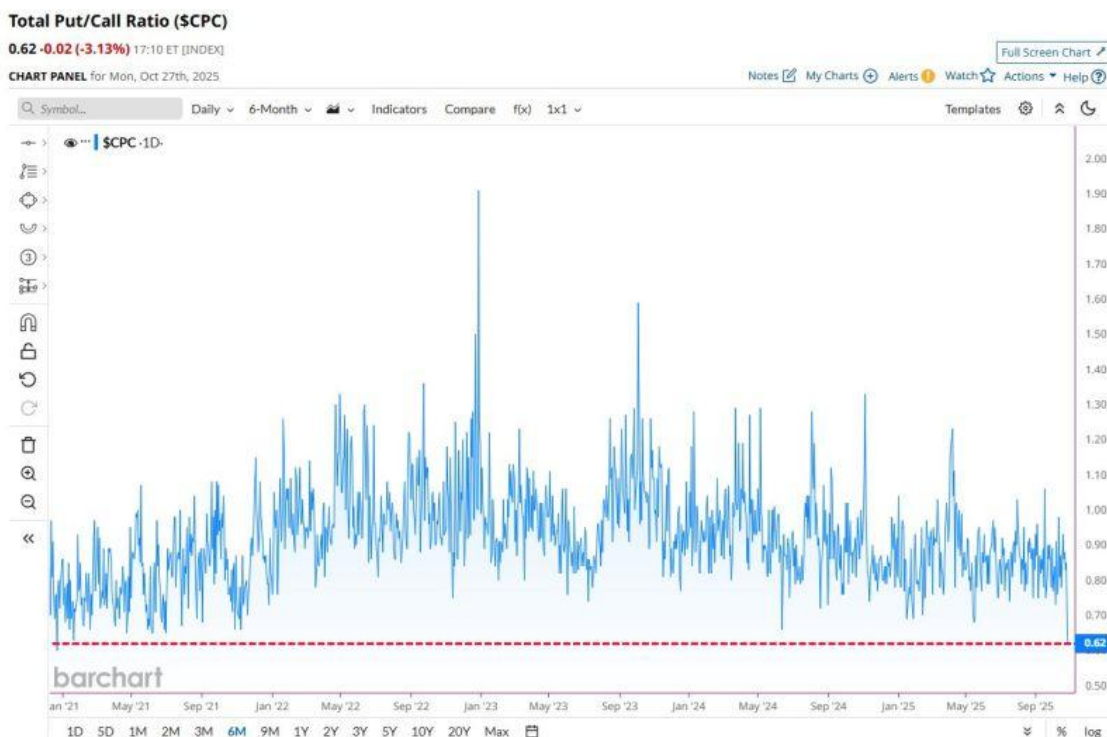 Total Put/Call Ratio ($CPC)
0.62 -0.02 (-3.13%) 17:10 ET [INDEX]
Full Screen Chart
CHART PANEL for Mon, Oct 27th, 2025
Notes My Charts Alerts Watch Actions Help
Symbol... Daily 6-Month Indicators Compare f(x) 1x1 Templates
$CPC ·1D·
2.00
1.90
1.80
1.70
1.60
1.50
1.40
1.30
1.20
1.10
1.00
0.90
0.80
0.70
0.62
0.50
barchart
an '21 May '21 Sep '21 Jan '22 May '22 Sep '22 Jan '23 May '23 Sep '23 Jan '24 May '24 Sep '24 Jan '25 May '25 Sep '25
1D 5D 1M 2M 3M 6M 9M 1Y 2Y 3Y 5Y 10Y 20Y Max % log